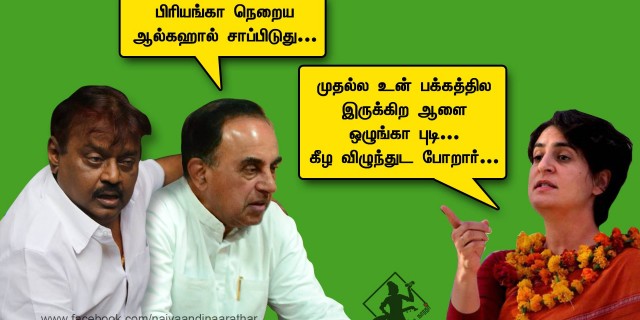 பிரியங்கா நெறைய
ஆல்கஹால் சாப்பிடுது...
முதல்ல உன் பக்கத்தில
இருக்கிற ஆளை
ஒழுங்கா புடி...
கீழ விழுந்துட போறார்...
www.facebook.com/naiyaandinaarathar